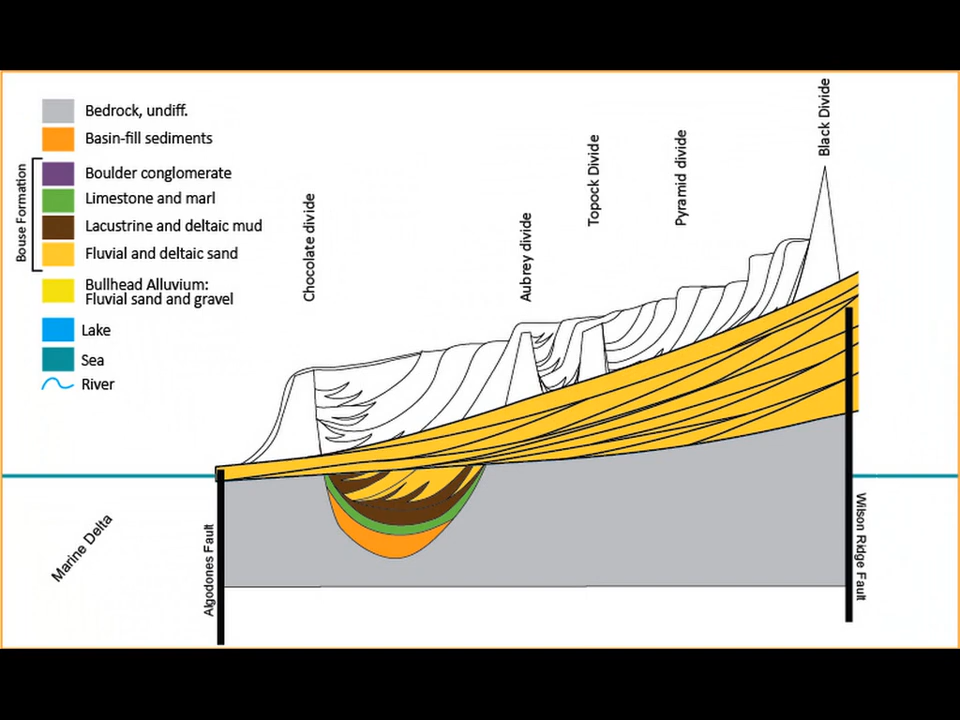 Bedrock, undiff.
Basin-fill sediments
Bouse Formation
Boulder conglomerate
Limestone and marl
Lacustrine and deltaic mud
Fluvial and deltaic sand
Bullhead Alluvium:
Fluvial sand and gravel
Lake
Sea
River
Chocolate divide
Aubrey divide
Topock Divide
Pyramid divide
Black Divide
Marine Delta
Algodones Fault
Wilson Ridge Fault